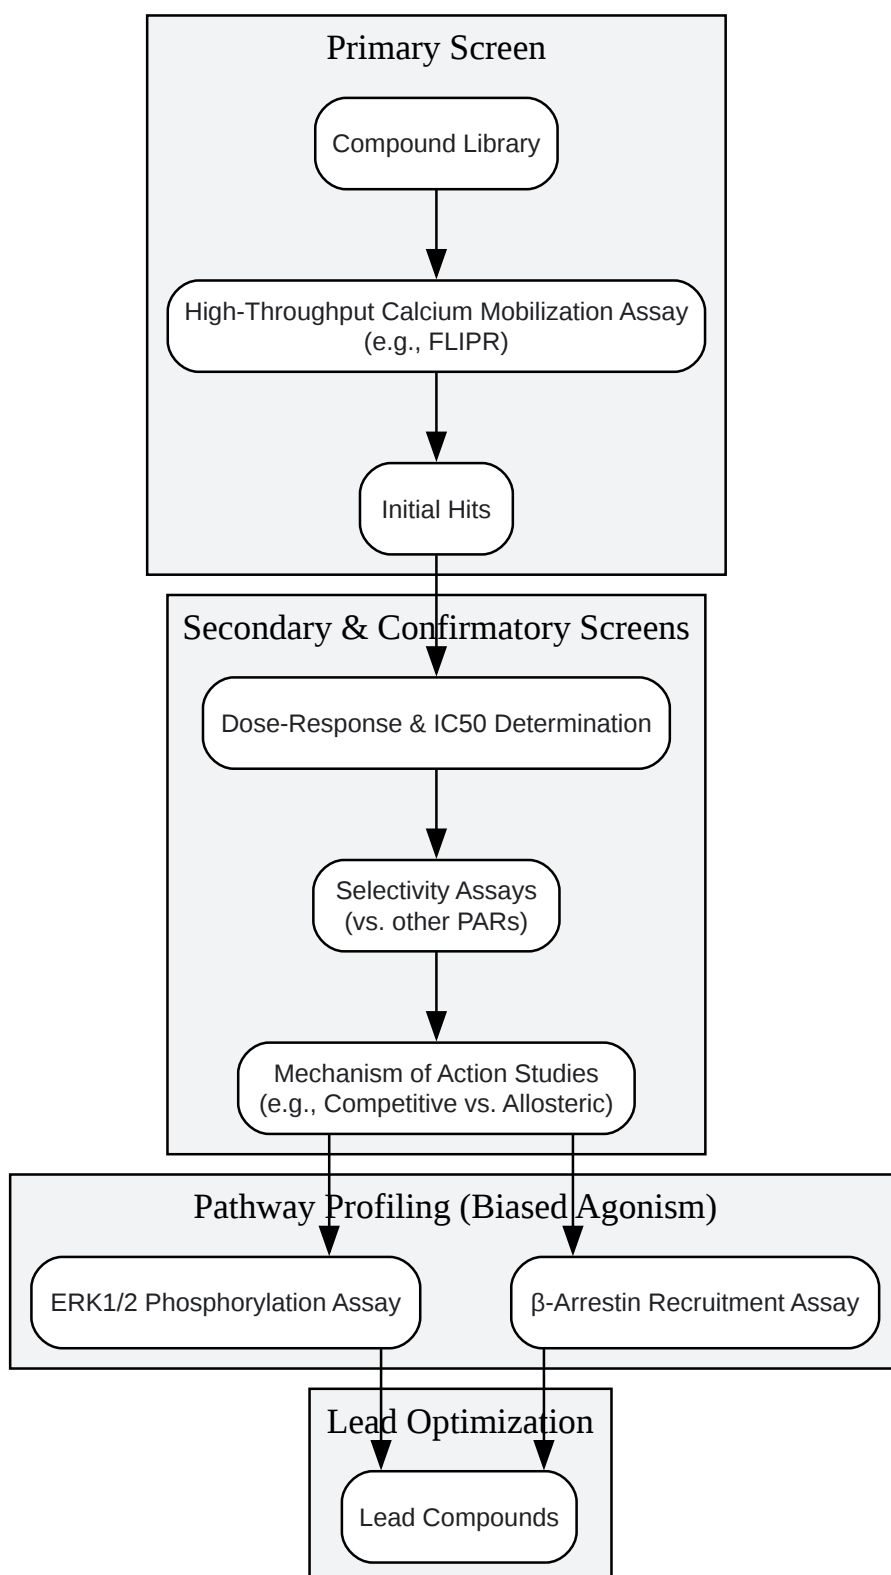 Primary Screen
Compound Library
High-Throughput Calcium Mobilization Assay
(e.g., FLIPR)
Initial Hits
Secondary & Confirmatory Screens
Dose-Response & IC50 Determination
Selectivity Assays
(vs. other PARs)
Mechanism of Action Studies
(e.g., Competitive vs. Allosteric)
Pathway Profiling (Biased Agonism)
ERK1/2 Phosphorylation Assay
β-Arrestin Recruitment Assay
Lead Optimization
Lead Compounds